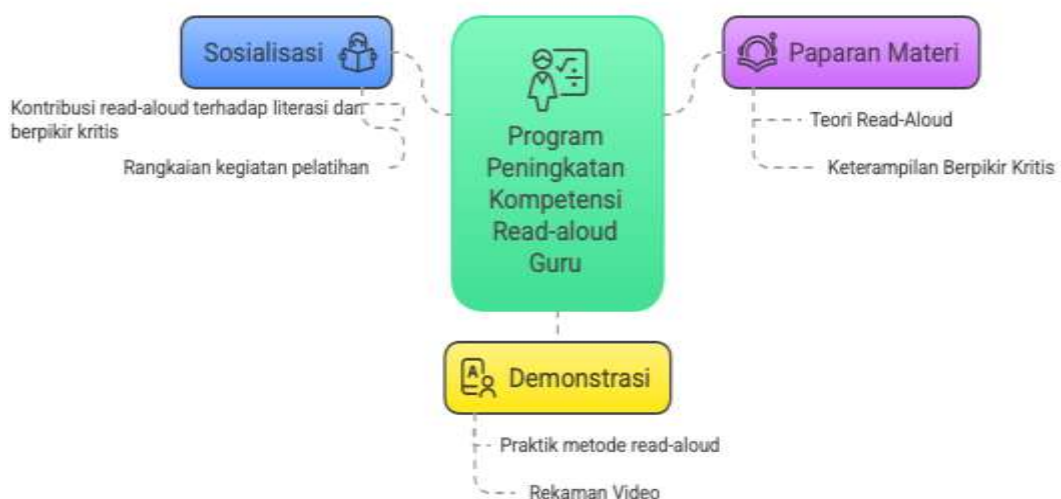 Sosialisasi
Kontribusi read-aloud terhadap literasi dan
berpikir kritis
Rangkaian kegiatan pelatihan
Program
Peningkatan
Kompetensi
Read-aloud
Guru
Paparan Materi
Teori Read-Aloud
Keterampilan Berpikir Kritis
Demonstrasi
Praktik metode read-aloud
Rekaman Video